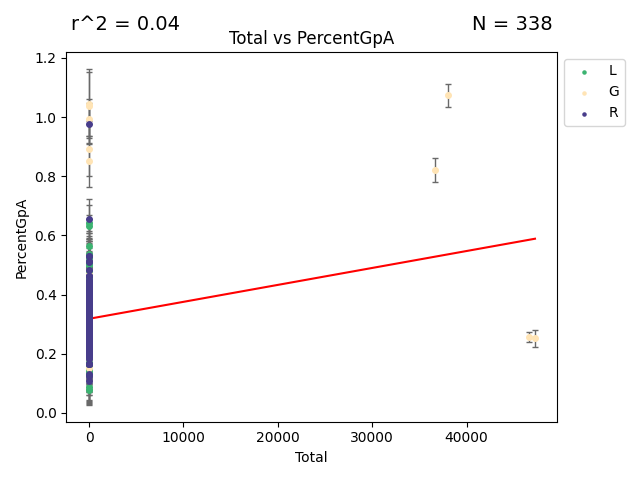 r^2 = 0.04
N = 338
Total vs PercentGpA
1.2
1.0
0.8
0.6
0.4
0.2
0.0
PercentGpA
0
10000
20000
30000
40000
Total
L
G
R